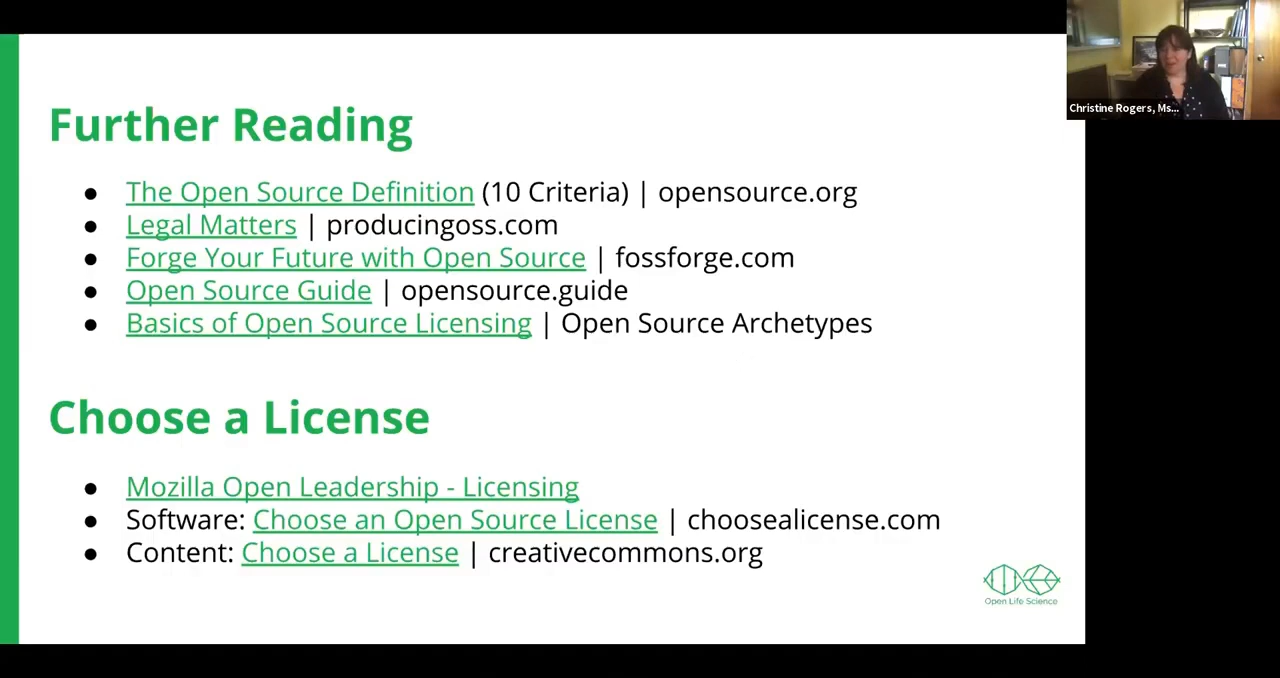 Further Reading
● The Open Source Definition (10 Criteria) | opensource.org
● Legal Matters | producingoss.com
● Forge Your Future with Open Source | fossforge.com
● Open Source Guide | opensource.guide
● Basics of Open Source Licensing | Open Source Archetypes
Choose a License
● Mozilla Open Leadership - Licensing
● Software: Choose an Open Source License | choosealicense.com
● Content: Choose a License | creativecommons.org
Open Life Science
Christine Rogers, Ms...